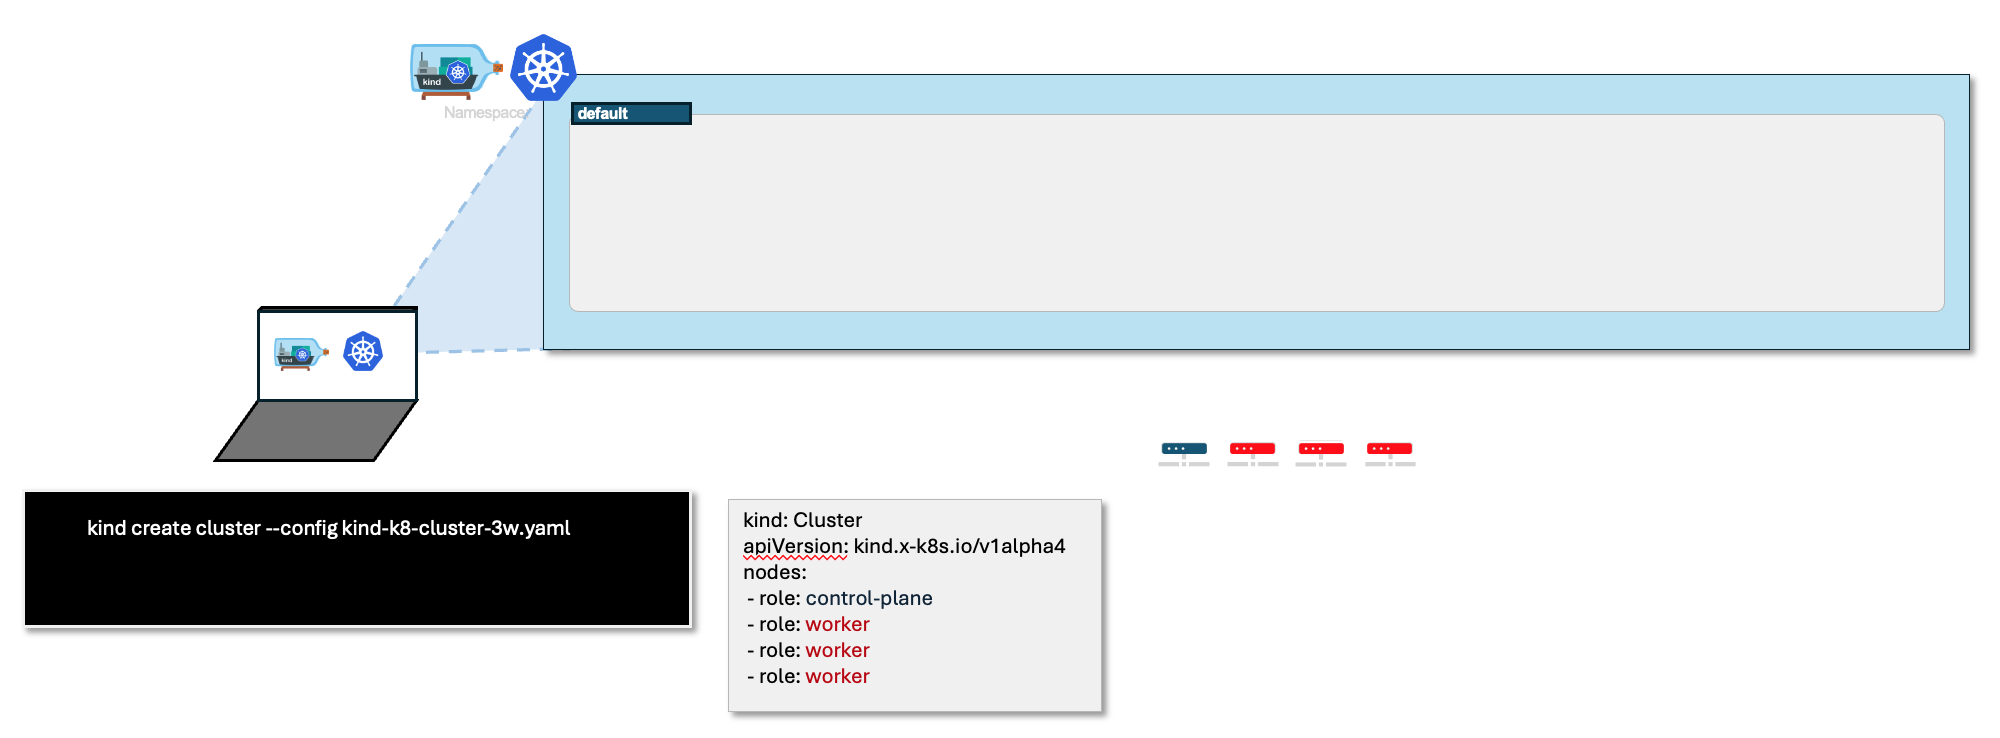 kind
Namespace
default
kind
kind create cluster --config kind-k8-cluster-3w.yaml
kind: Cluster
apiVersion: kind.x-k8s.io/v1alpha4
nodes:
- role: control-plane
- role: worker
- role: worker
- role: worker